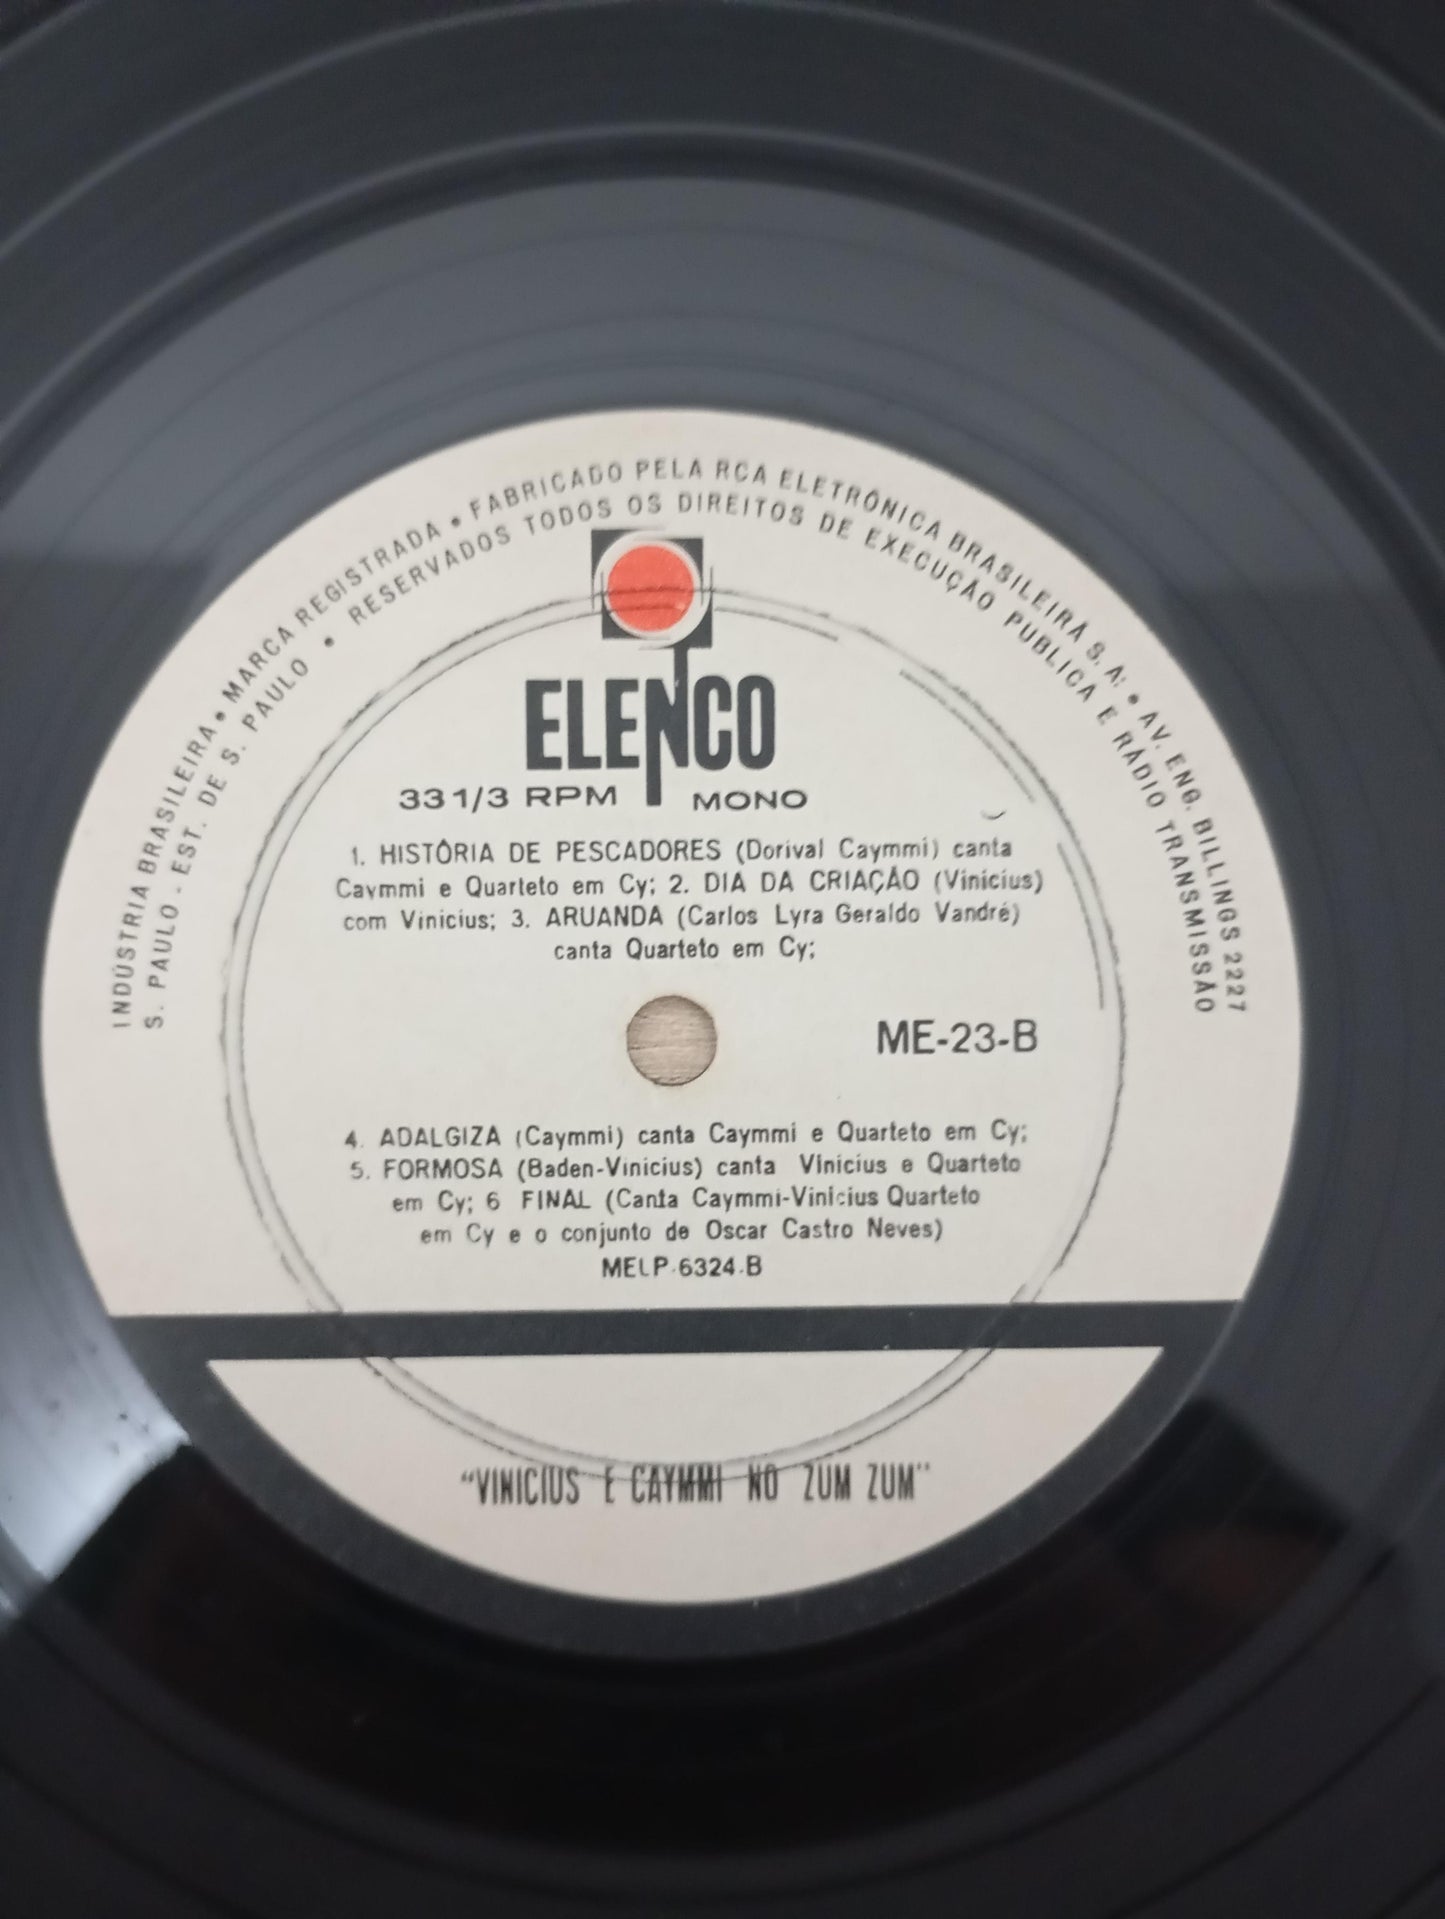 INDÚSTRIA BRASILEIRA • MARCA REGISTRADA • FABRICADO PELA RCA ELETRÔNICA BRASILEIRA S. A. • AV. ENG. BILLINGS 2227
S. PAULO - EST. DE S. PAULO • RESERVADOS TODOS OS DIREITOS DE EXECUÇÃO PUBLICA E RÁDIO TRANSMISSÃO
ELENCO
33 1/3 RPM MONO
1. HISTÓRIA DE PESCADORES (Dorival Caymmi) canta
Caymmi e Quarteto em Cy; 2. DIA DA CRIAÇÃO (Vinicius)
com Vinicius; 3. ARUANDA (Carlos Lyra Geraldo Vandré)
canta Quarteto em Cy;
ME-23-B
4. ADALGIZA (Caymmi) canta Caymmi e Quarteto em Cy;
5. FORMOSA (Baden-Vinicius) canta Vinicius e Quarteto
em Cy; 6 FINAL (Canta Caymmi-Vinicius Quarteto
em Cy e o conjunto de Oscar Castro Neves)
MELP.6324.B
“VINICIUS E CAYMMI NO ZUM ZUM”